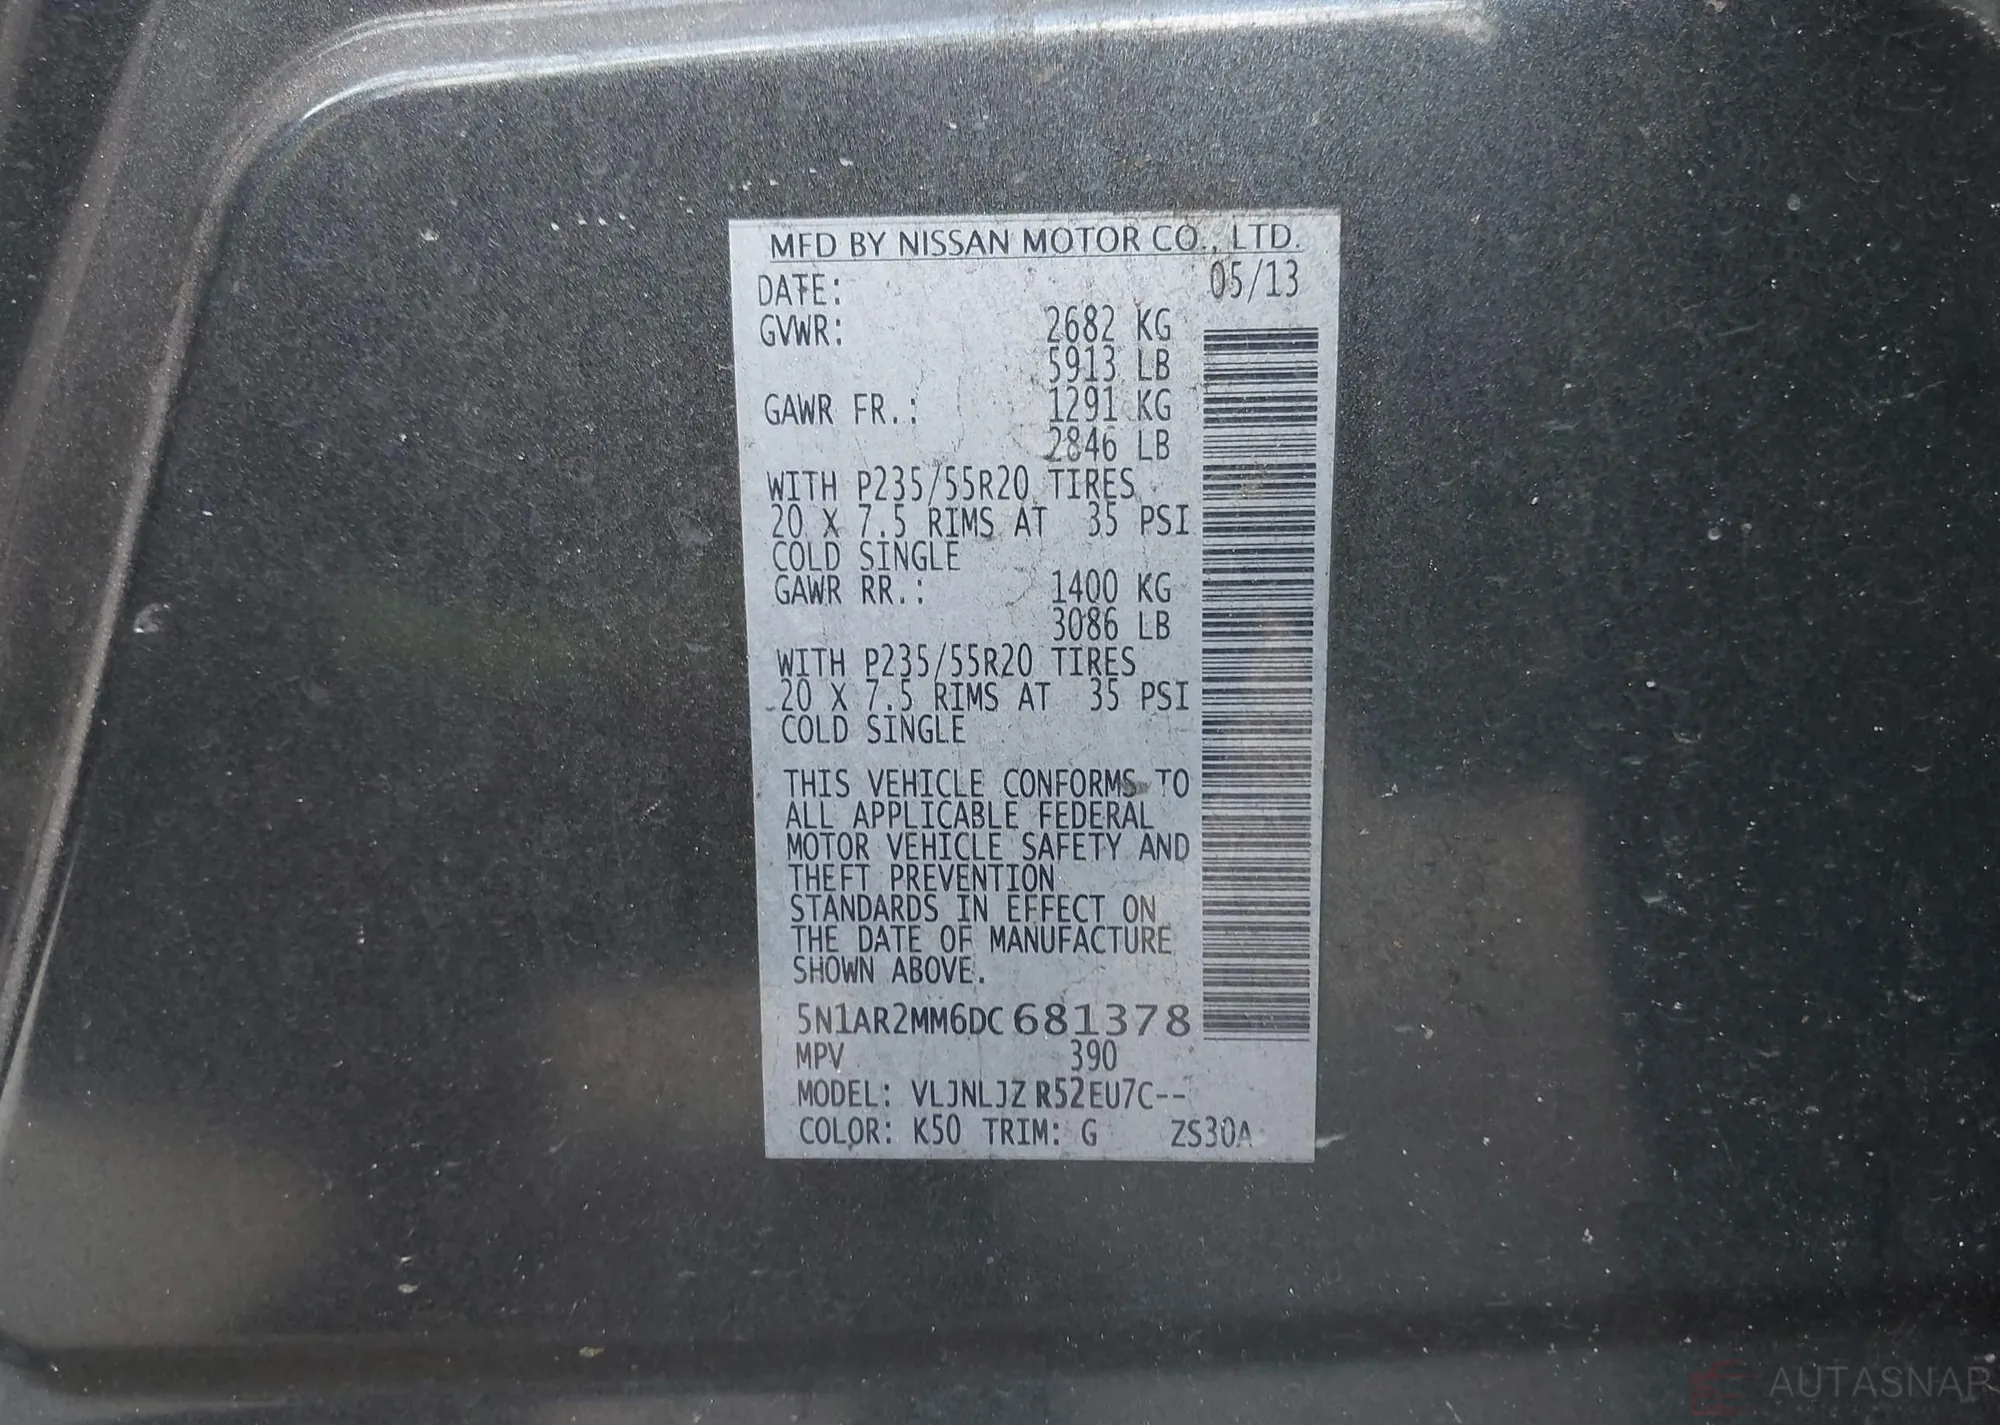 MFD BY NISSAN MOTOR CO., LTD.
DATE: 05/13
GVWR: 2682 KG
5913 LB
GAWR FR.: 1291 KG
2846 LB
WITH P235/55R20 TIRES
20 X 7.5 RIMS AT 35 PSI
COLD SINGLE
GAWR RR.: 1400 KG
3086 LB
WITH P235/55R20 TIRES
20 X 7.5 RIMS AT 35 PSI
COLD SINGLE
THIS VEHICLE CONFORMS TO
ALL APPLICABLE FEDERAL
MOTOR VEHICLE SAFETY AND
THEFT PREVENTION
STANDARDS IN EFFECT ON
THE DATE OF MANUFACTURE
SHOWN ABOVE.
5N1AR2MM6DC681378
MPV 390
MODEL: VLJNLJZ R52EU7C--
COLOR: K50 TRIM: G ZS30A
AUTASNAP